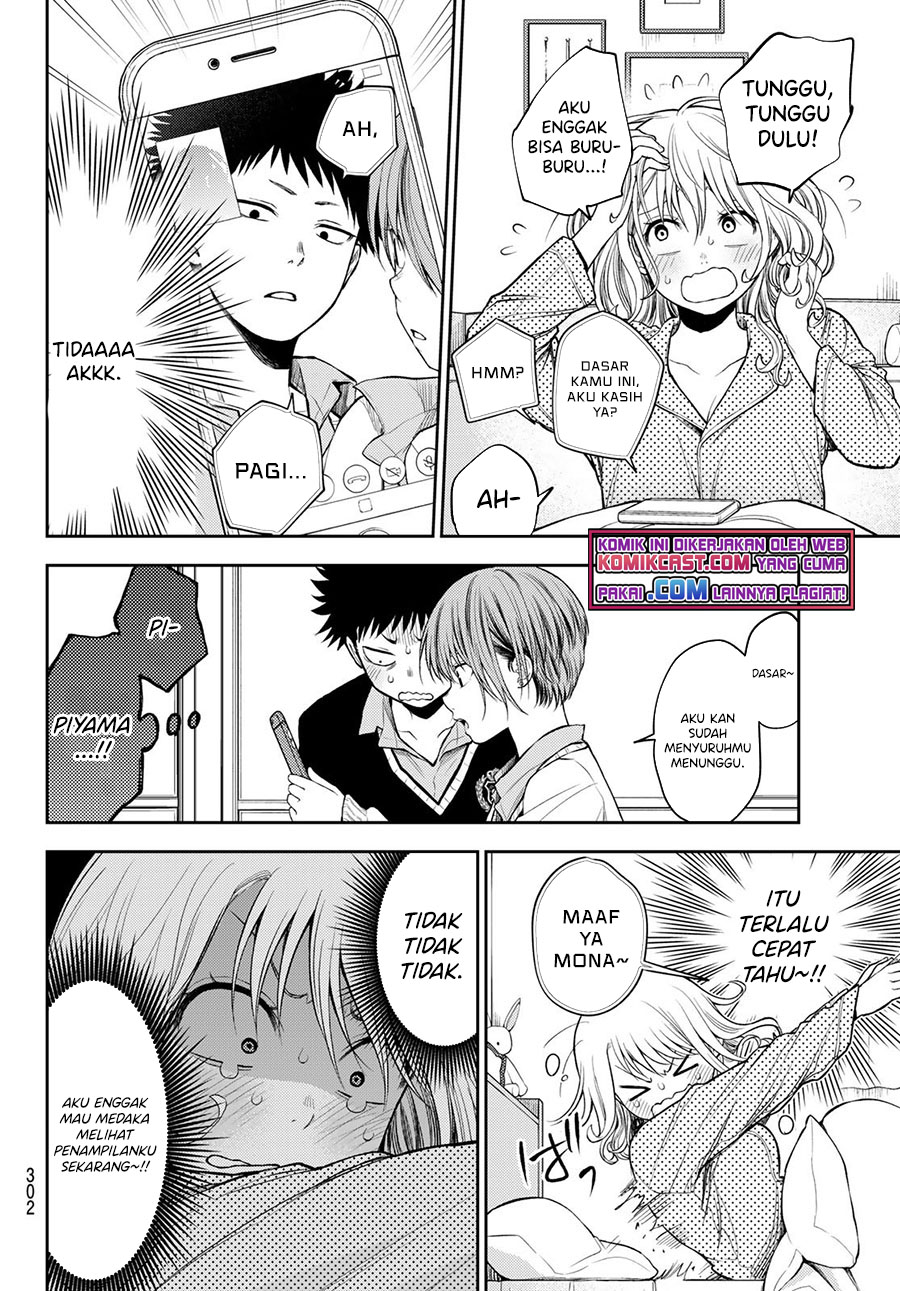 TUNGGU,
TUNGGU
DULU!
AKU
ENGGAK
BISA BURU-
BURU...!
DASAR
KAMU INI,
AKU KASIH
YA?
HMM?
AH-
AH,
PAGI...
TIDAAAA
AKKK.
KOMIK INI DIKERJAKAN OLEH WEB
KOMIKCAST.COM YANG CUMA
PAKAI .COM LAINNYA PLAGIAT!
DASAR~
AKU KAN
SUDAH
MENYURUHMU
MENUNGGU.
PI-
PIYAMA
...!!
ITU
TERLALU
CEPAT
TAHU~!!
MAAF
YA
MONA~
ばっ
TIDAK
TIDAK
TIDAK.
AKU ENGGAK
MAU MEDAKA
MELIHAT
PENAMPILANKU
SEKARANG~!!
302